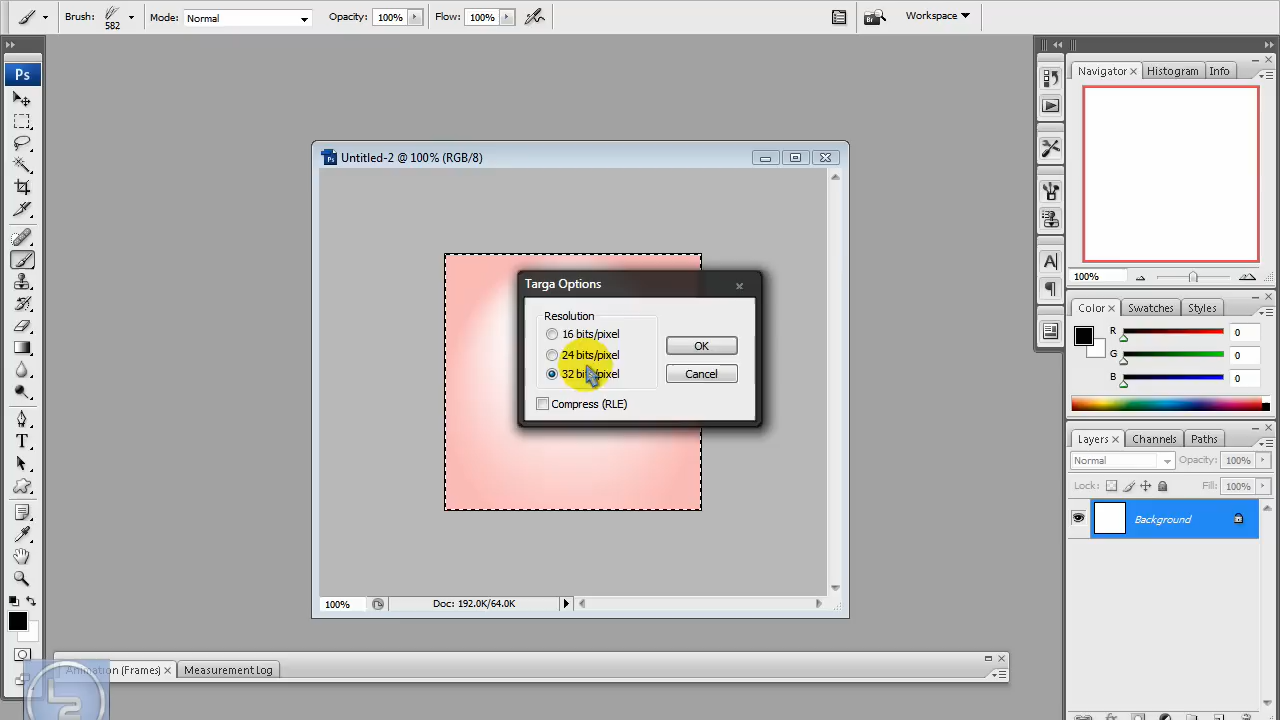 Brush: 582 Mode: Normal Opacity: 100% Flow: 100% Workspace
Ps
Navigator Histogram Info
Untitled-2 @ 100% (RGB/8)
100%
Targa Options
Resolution
16 bits/pixel
24 bits/pixel
32 bits/pixel
OK
Cancel
Compress (RLE)
Color Swatches Styles
R 0
G 0
B 0
Layers Channels Paths
Normal Opacity: 100%
Lock: Fill: 100%
Background
100% Doc: 192.0K/64.0K
Animation (Frames) Measurement Log